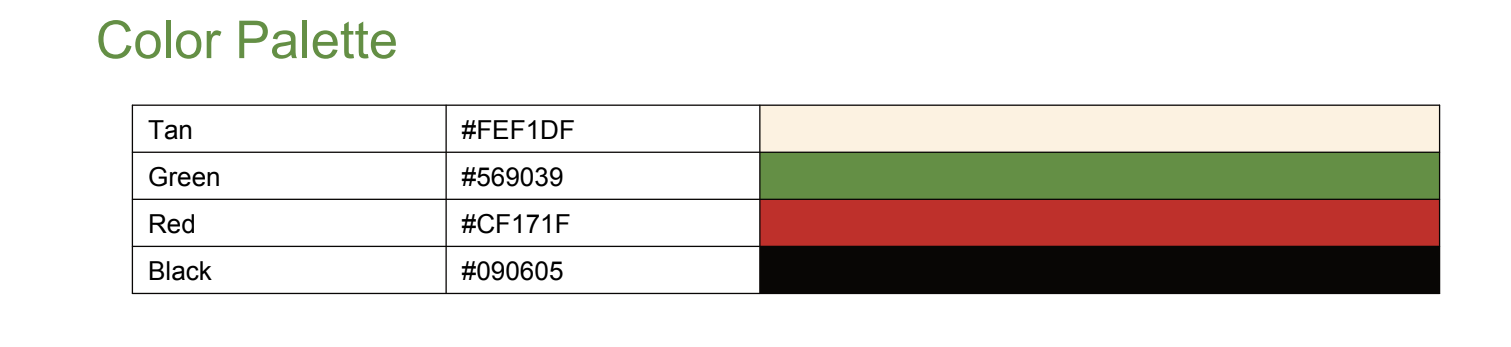 Color Palette
Tan #FEF1DF
Green #569039
Red #CF171F
Black #090605